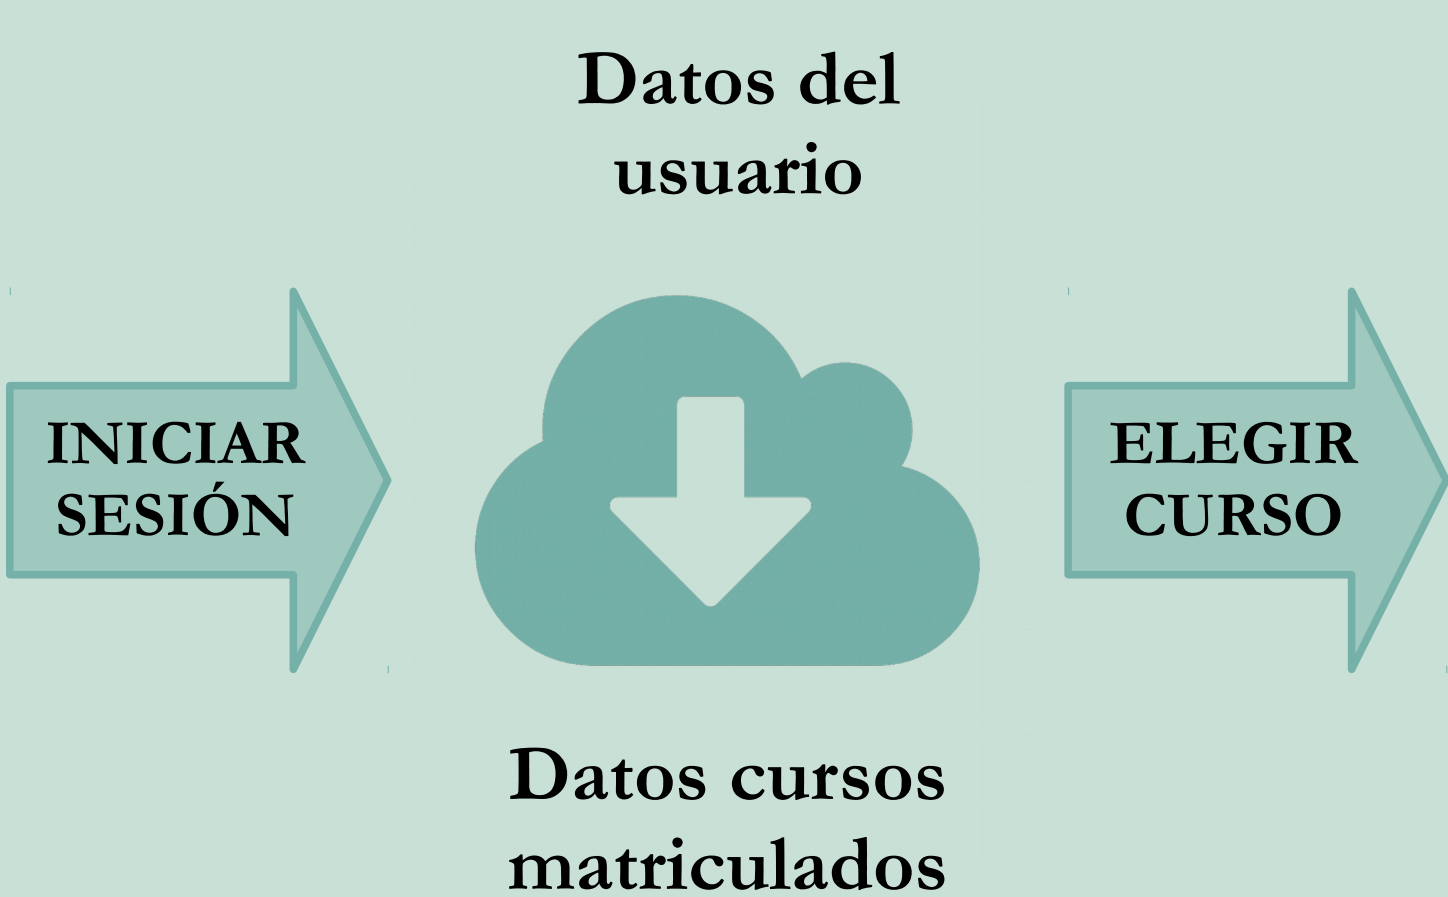 Datos del
usuario
INICIAR
SESIÓN
ELEGIR
CURSO
Datos cursos
matriculados